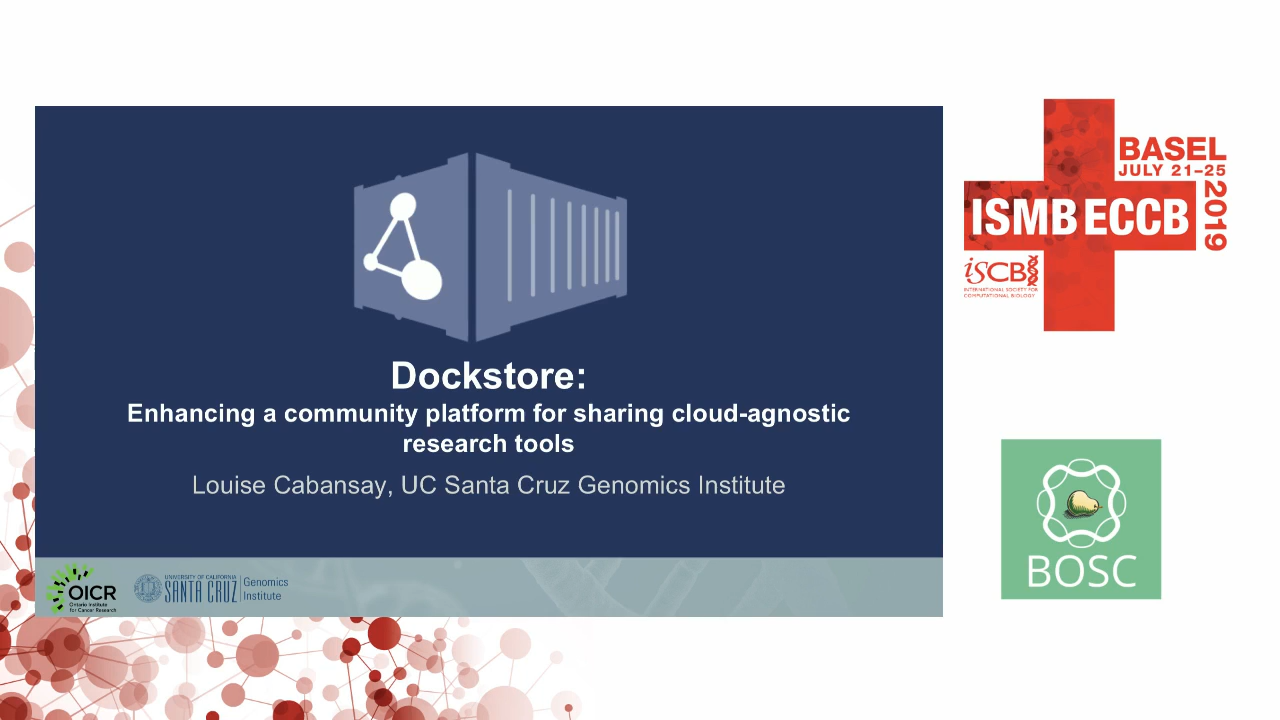 Dockstore:
Enhancing a community platform for sharing cloud-agnostic
research tools
Louise Cabansay, UC Santa Cruz Genomics Institute
OICR
Ontario Institute
for Cancer Research
UNIVERSITY OF CALIFORNIA
SANTA CRUZ
Genomics
Institute
BASEL
JULY 21–25
2019
ISMB ECCB
iSCB
INTERNATIONAL SOCIETY FOR
COMPUTATIONAL BIOLOGY
BOSC